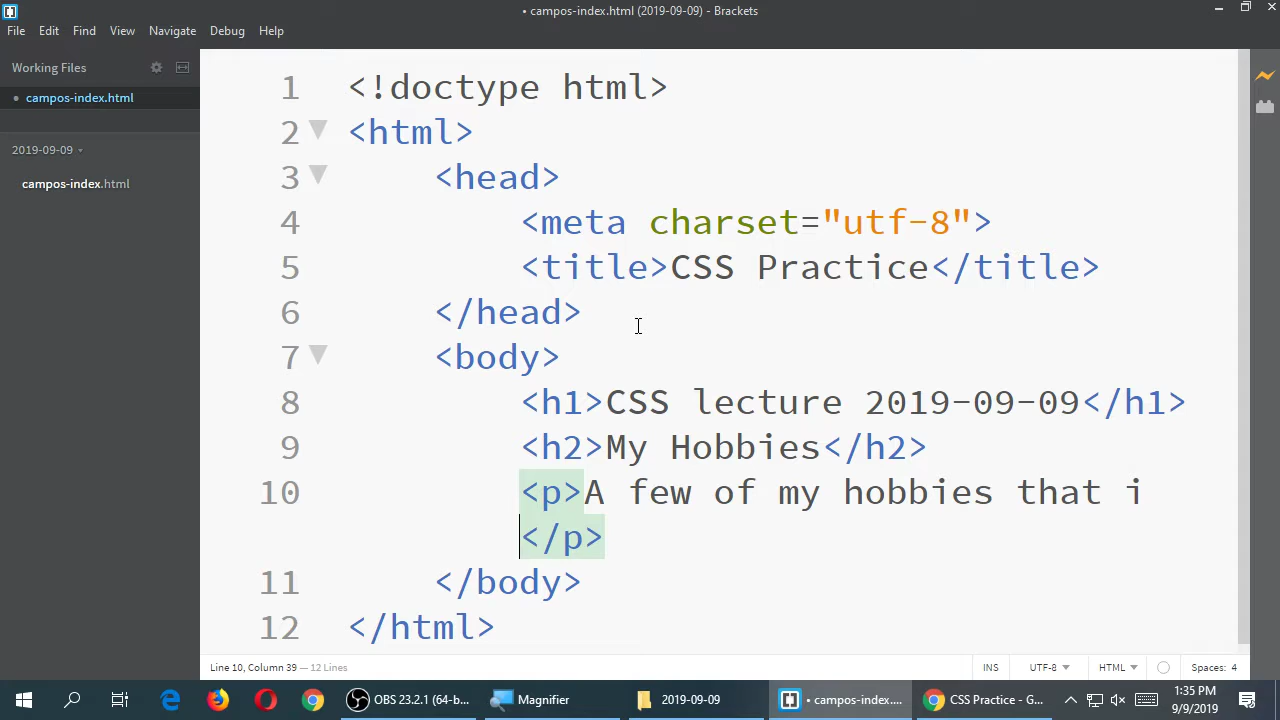 • campos-index.html (2019-09-09) - Brackets
File Edit Find View Navigate Debug Help
Working Files
• campos-index.html
2019-09-09
campos-index.html
1 <!doctype html>
2 <html>
3 <head>
4 <meta charset="utf-8">
5 <title>CSS Practice</title>
6 </head>
7 <body>
8 <h1>CSS lecture 2019-09-09</h1>
9 <h2>My Hobbies</h2>
10 <p>A few of my hobbies that i
</p>
11 </body>
12 </html>
Line 10, Column 39 — 12 Lines
INS UTF-8 HTML Spaces: 4
OBS 23.2.1 (64-b... Magnifier 2019-09-09 • campos-index.... CSS Practice - G...
1:35 PM
9/9/2019